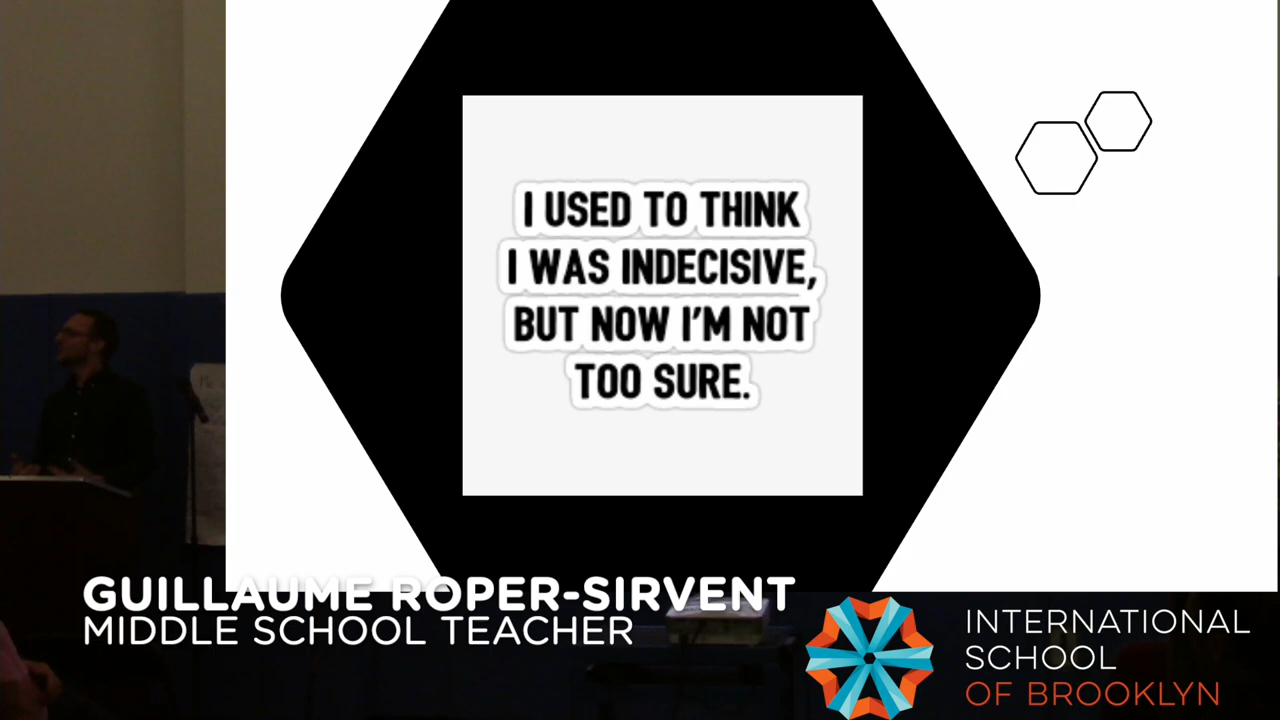 I USED TO THINK
I WAS INDECISIVE,
BUT NOW I'M NOT
TOO SURE.
GUILLAUME ROPER-SIRVENT
MIDDLE SCHOOL TEACHER
INTERNATIONAL
SCHOOL
OF BROOKLYN